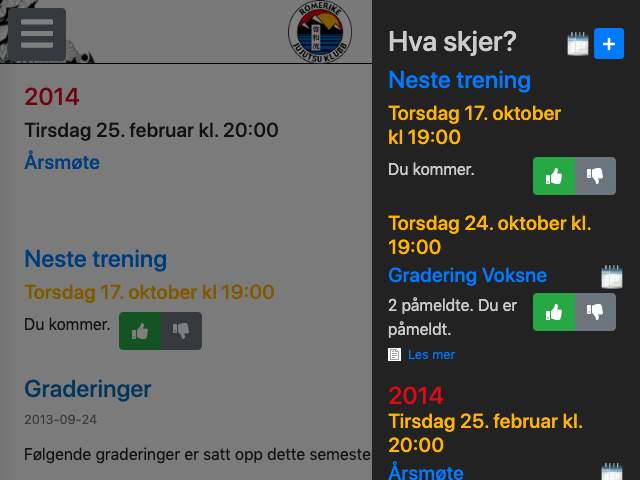 ROMERIKE
JUJUTSU KLUBB
2014
Tirsdag 25. februar kl. 20:00
Årsmøte
Neste trening
Torsdag 17. oktober kl 19:00
Du kommer.
Graderinger
2013-09-24
Følgende graderinger er satt opp dette semeste
Hva skjer?
+
Neste trening
Torsdag 17. oktober
kl 19:00
Du kommer.
Torsdag 24. oktober kl.
19:00
Gradering Voksne
2 påmeldte. Du er
påmeldt.
Les mer
2014
Tirsdag 25. februar kl.
20:00
Årsmøte